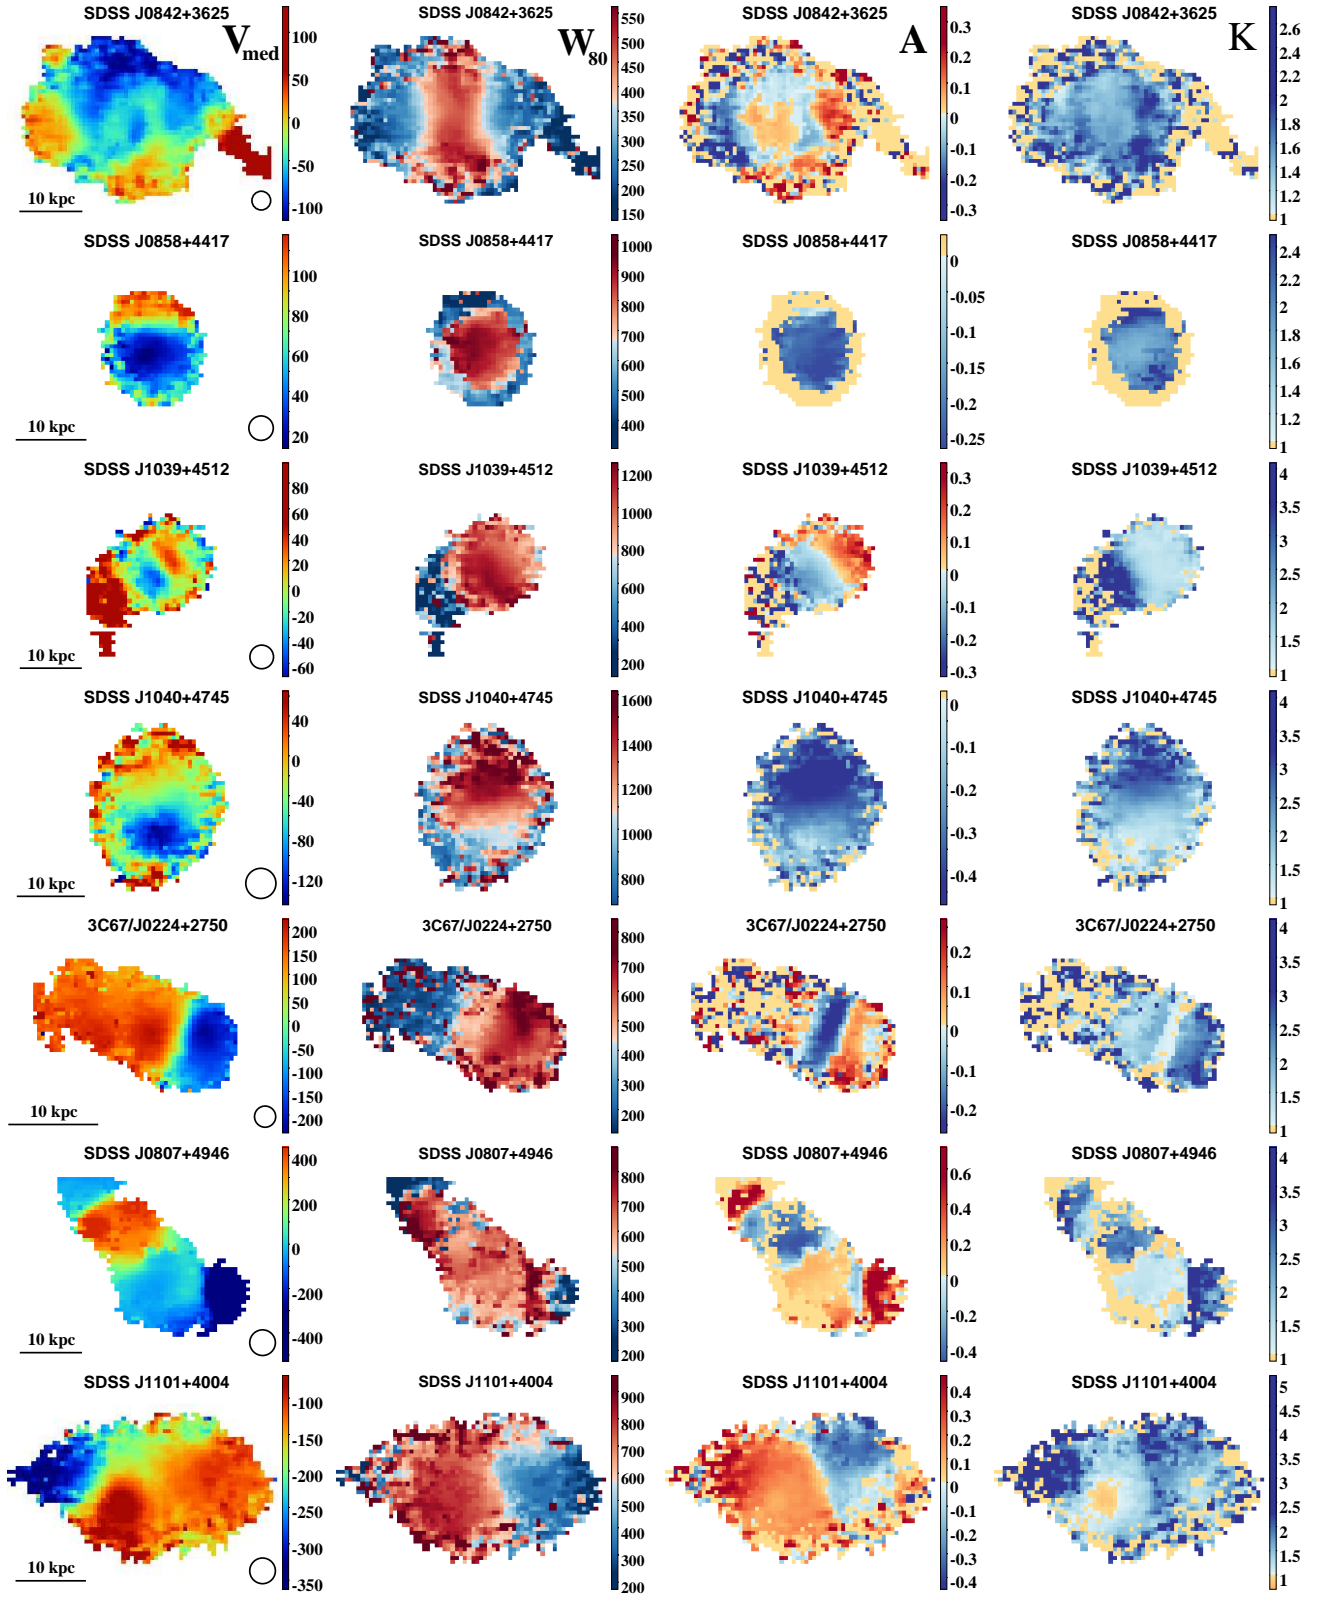 SDSS J0842+3625 SDSS J0842+3625 SDSS J0842+3625 SDSS J0842+3625
Vmed W80 A K
100 50 0 -50 -100
550 500 450 400 350 300 250 200 150
0.3 0.2 0.1 0 -0.1 -0.2 -0.3
2.6 2.4 2.2 2 1.8 1.6 1.4 1.2 1
10 kpc
SDSS J0858+4417 SDSS J0858+4417 SDSS J0858+4417 SDSS J0858+4417
100 80 60 40 20
1000 900 800 700 600 500 400
0 -0.05 -0.1 -0.15 -0.2 -0.25
2.4 2.2 2 1.8 1.6 1.4 1.2 1
10 kpc
SDSS J1039+4512 SDSS J1039+4512 SDSS J1039+4512 SDSS J1039+4512
80 60 40 20 0 -20 -40 -60
1200 1000 800 600 400 200
0.3 0.2 0.1 0 -0.1 -0.2 -0.3
4 3.5 3 2.5 2 1.5 1
10 kpc
SDSS J1040+4745 SDSS J1040+4745 SDSS J1040+4745 SDSS J1040+4745
40 0 -40 -80 -120
1600 1400 1200 1000 800
0 -0.1 -0.2 -0.3 -0.4
4 3.5 3 2.5 2 1.5 1
10 kpc
3C67/J0224+2750 3C67/J0224+2750 3C67/J0224+2750 3C67/J0224+2750
200 150 100 50 0 -50 -100 -150 -200
800 700 600 500 400 300 200
0.2 0.1 0 -0.1 -0.2
4 3.5 3 2.5 2 1.5 1
10 kpc
SDSS J0807+4946 SDSS J0807+4946 SDSS J0807+4946 SDSS J0807+4946
400 200 0 -200 -400
800 700 600 500 400 300 200
0.6 0.4 0.2 0 -0.2 -0.4
4 3.5 3 2.5 2 1.5 1
10 kpc
SDSS J1101+4004 SDSS J1101+4004 SDSS J1101+4004 SDSS J1101+4004
-100 -150 -200 -250 -300 -350
900 800 700 600 500 400 300 200
0.4 0.3 0.2 0.1 0 -0.1 -0.2 -0.3 -0.4
5 4.5 4 3.5 3 2.5 2 1.5 1
10 kpc